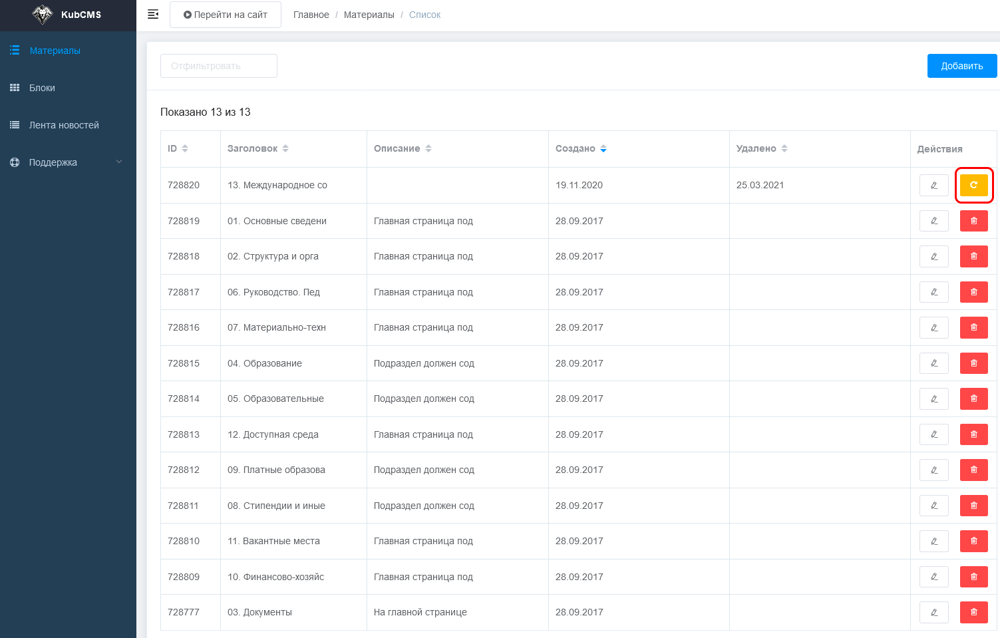 KubCMS
Перейти на сайт
Главное / Материалы / Список
Материалы
Блоки
Лента новостей
Поддержка
Отфильтровать
Добавить
Показано 13 из 13
ID Заголовок Описание Создано Удалено Действия
728820 13. Международное со 19.11.2020 25.03.2021
728819 01. Основные сведени Главная страница под 28.09.2017
728818 02. Структура и орга Главная страница под 28.09.2017
728817 06. Руководство. Пед Главная страница под 28.09.2017
728816 07. Материально-техн Главная страница под 28.09.2017
728815 04. Образование Подраздел должен сод 28.09.2017
728814 05. Образовательные Подраздел должен сод 28.09.2017
728813 12. Доступная среда Главная страница под 28.09.2017
728812 09. Платные образова Подраздел должен сод 28.09.2017
728811 08. Стипендии и иные Подраздел должен сод 28.09.2017
728810 11. Вакантные места Главная страница под 28.09.2017
728809 10. Финансово-хозяйс Главная страница под 28.09.2017
728777 03. Документы На главной странице 28.09.2017